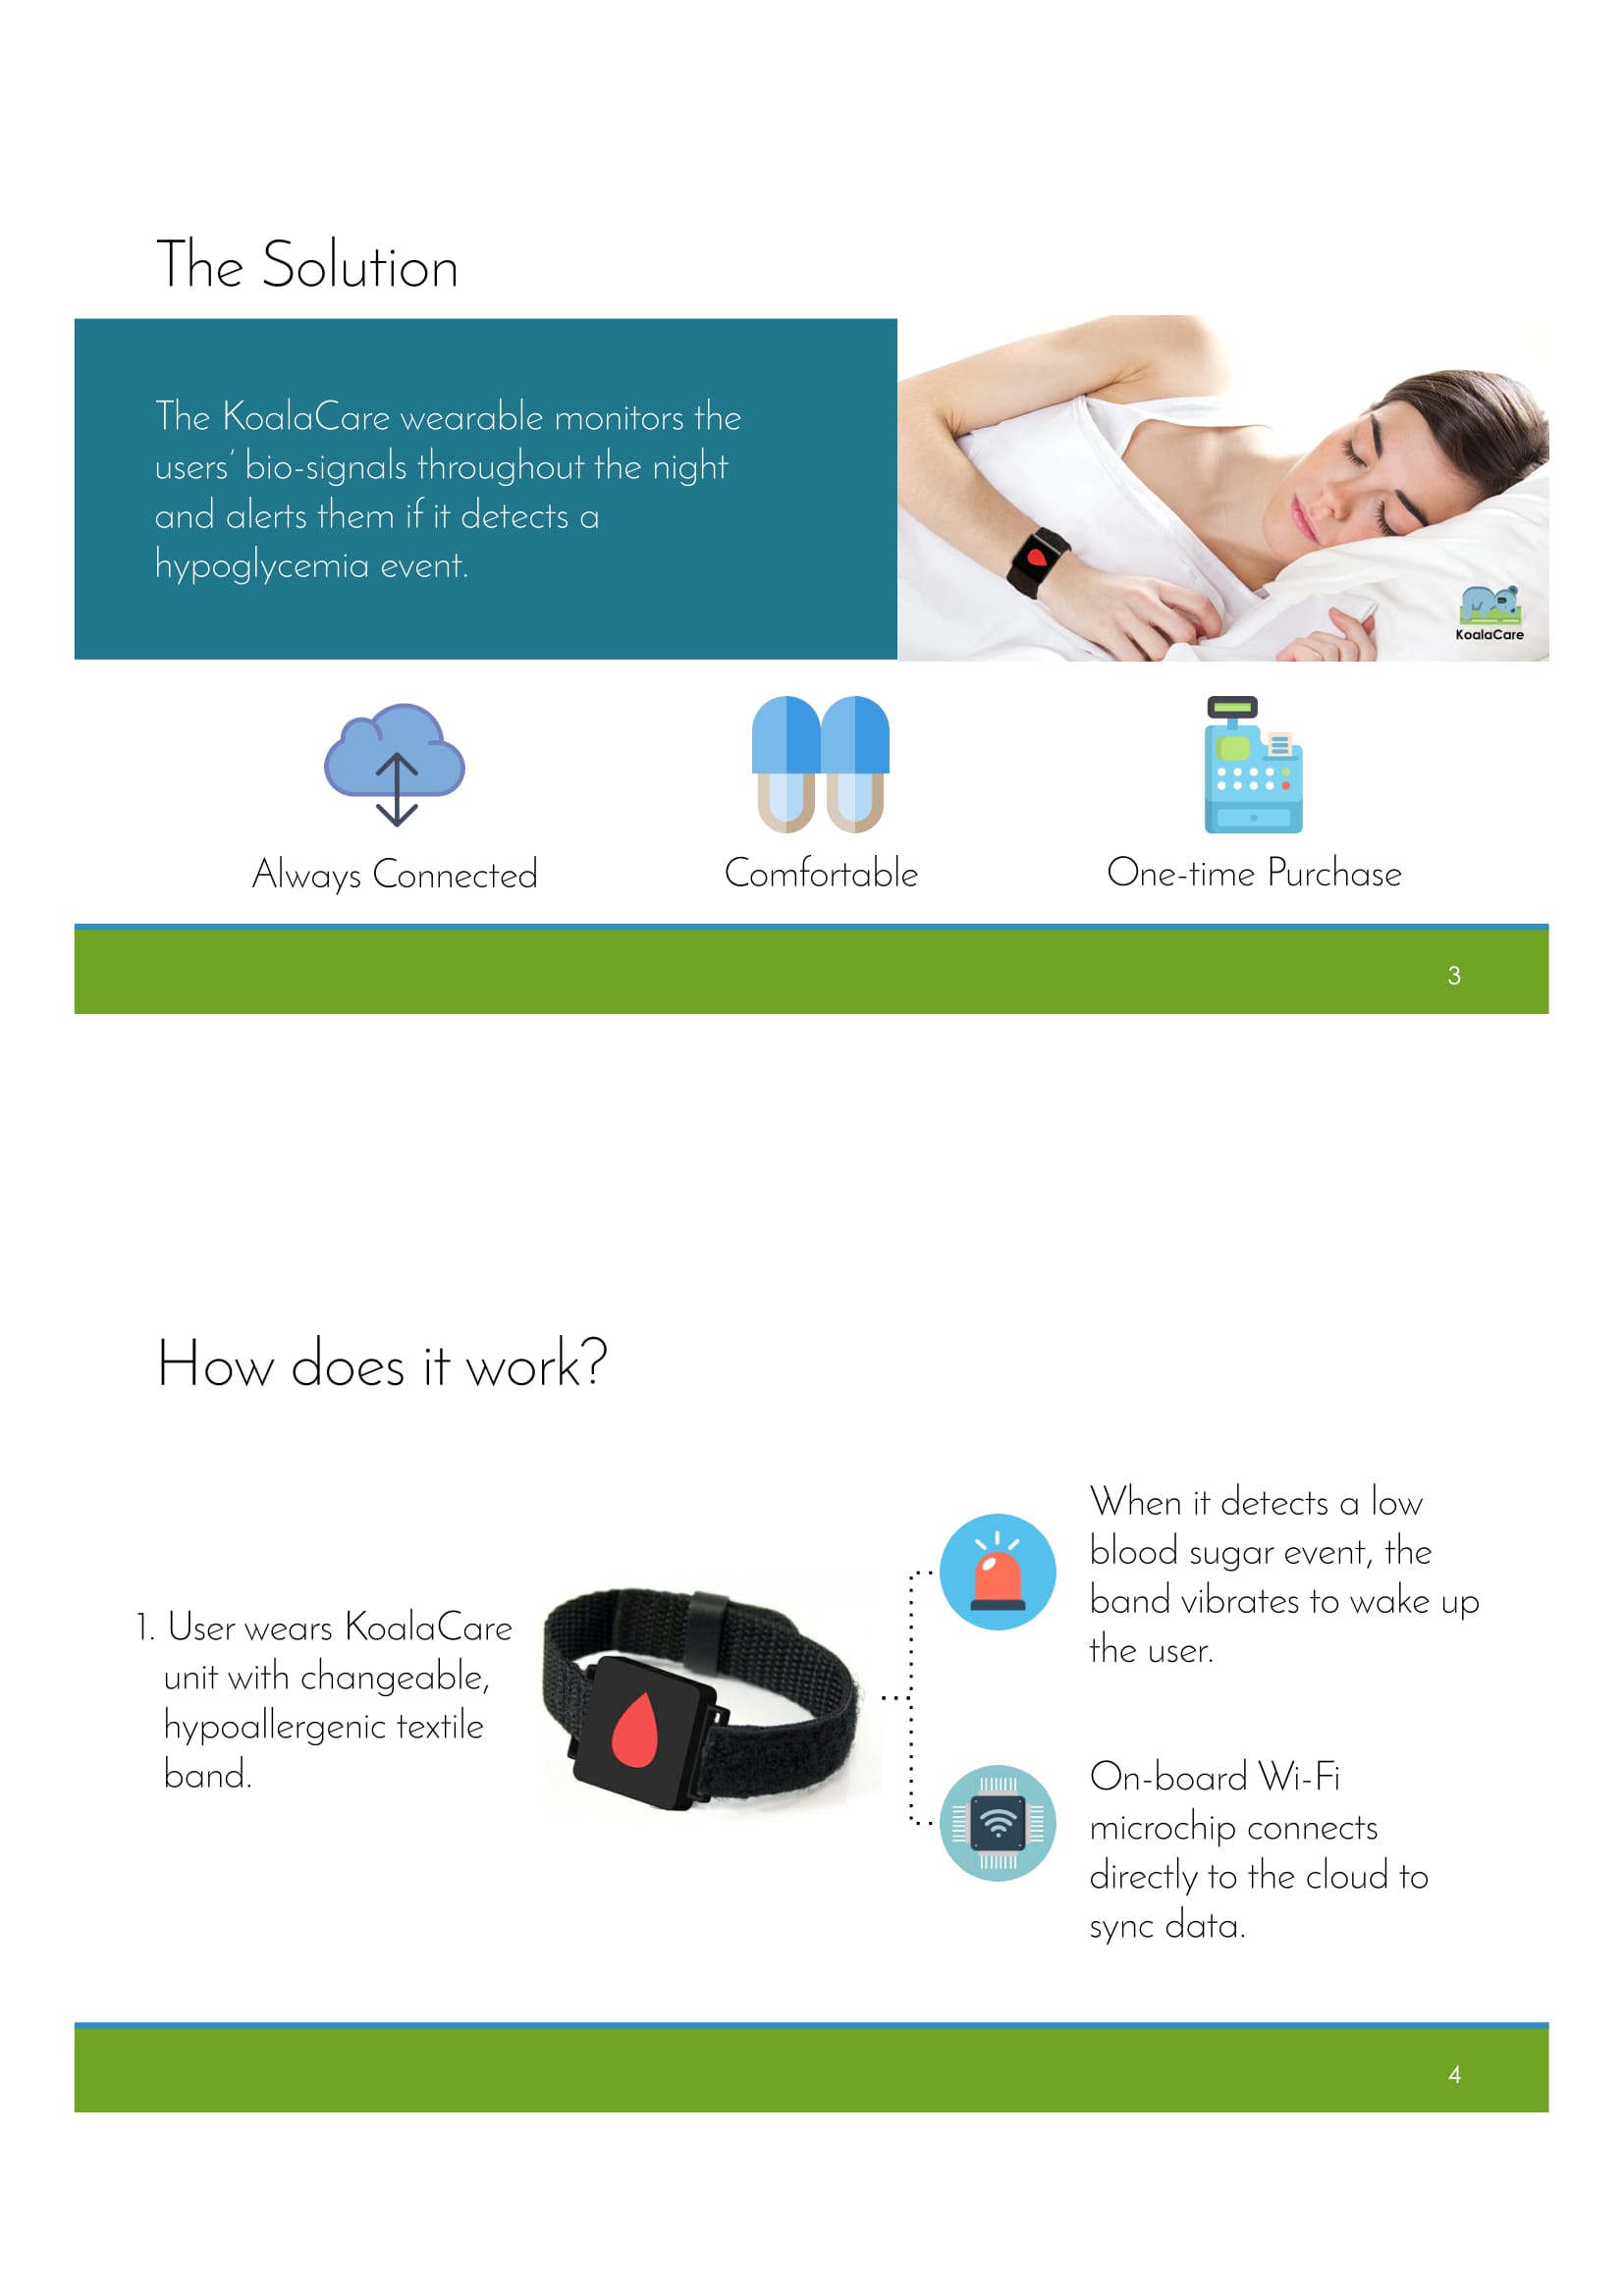 The Solution
The KoalaCare wearable monitors the
users’ bio-signals throughout the night
and alerts them if it detects a
hypoglycemia event.
KoalaCare
Always Connected
Comfortable
One-time Purchase
3
How does it work?
1. User wears KoalaCare
unit with changeable,
hypoallergenic textile
band.
When it detects a low
blood sugar event, the
band vibrates to wake up
the user.
On-board Wi-Fi
microchip connects
directly to the cloud to
sync data.
4